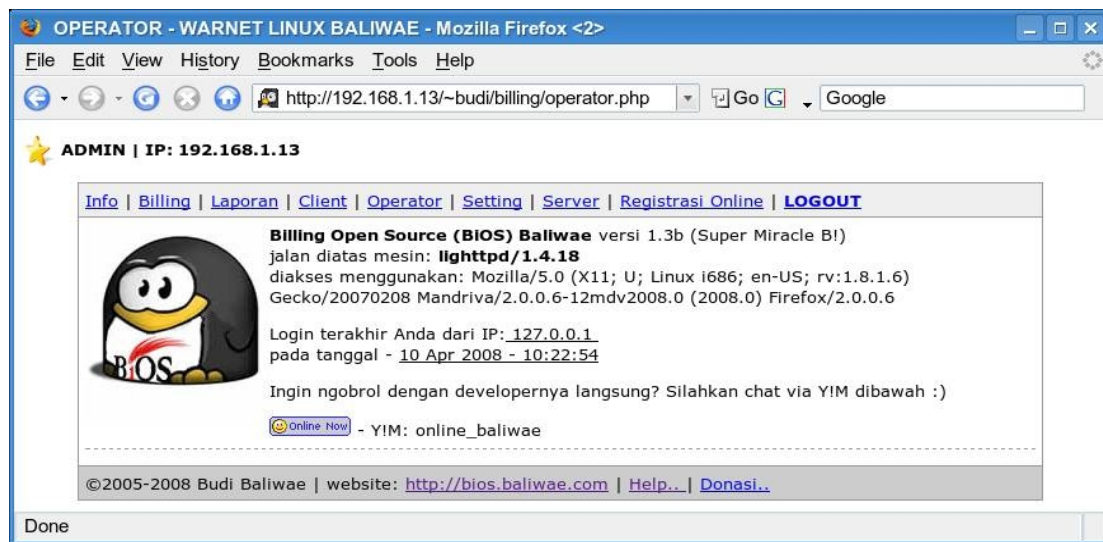 OPERATOR - WARNET LINUX BALIWAE - Mozilla Firefox <2>
File Edit View History Bookmarks Tools Help
http://192.168.1.13/~budi/billing/operator.php Go G Google
ADMIN | IP: 192.168.1.13
Info | Billing | Laporan | Client | Operator | Setting | Server | Registrasi Online | LOGOUT
Billing Open Source (BiOS) Baliwae versi 1.3b (Super Miracle B!)
jalan diatas mesin: lighttpd/1.4.18
diakses menggunakan: Mozilla/5.0 (X11; U; Linux i686; en-US; rv:1.8.1.6)
Gecko/20070208 Mandriva/2.0.0.6-12mdv2008.0 (2008.0) Firefox/2.0.0.6
BiOS
Login terakhir Anda dari IP: 127.0.0.1
pada tanggal - 10 Apr 2008 - 10:22:54
Ingin ngobrol dengan developernya langsung? Silahkan chat via Y!M dibawah :)
Online Now - Y!M: online_baliwae
©2005-2008 Budi Baliwae | website: http://bios.baliwae.com | Help.. | Donasi..
Done